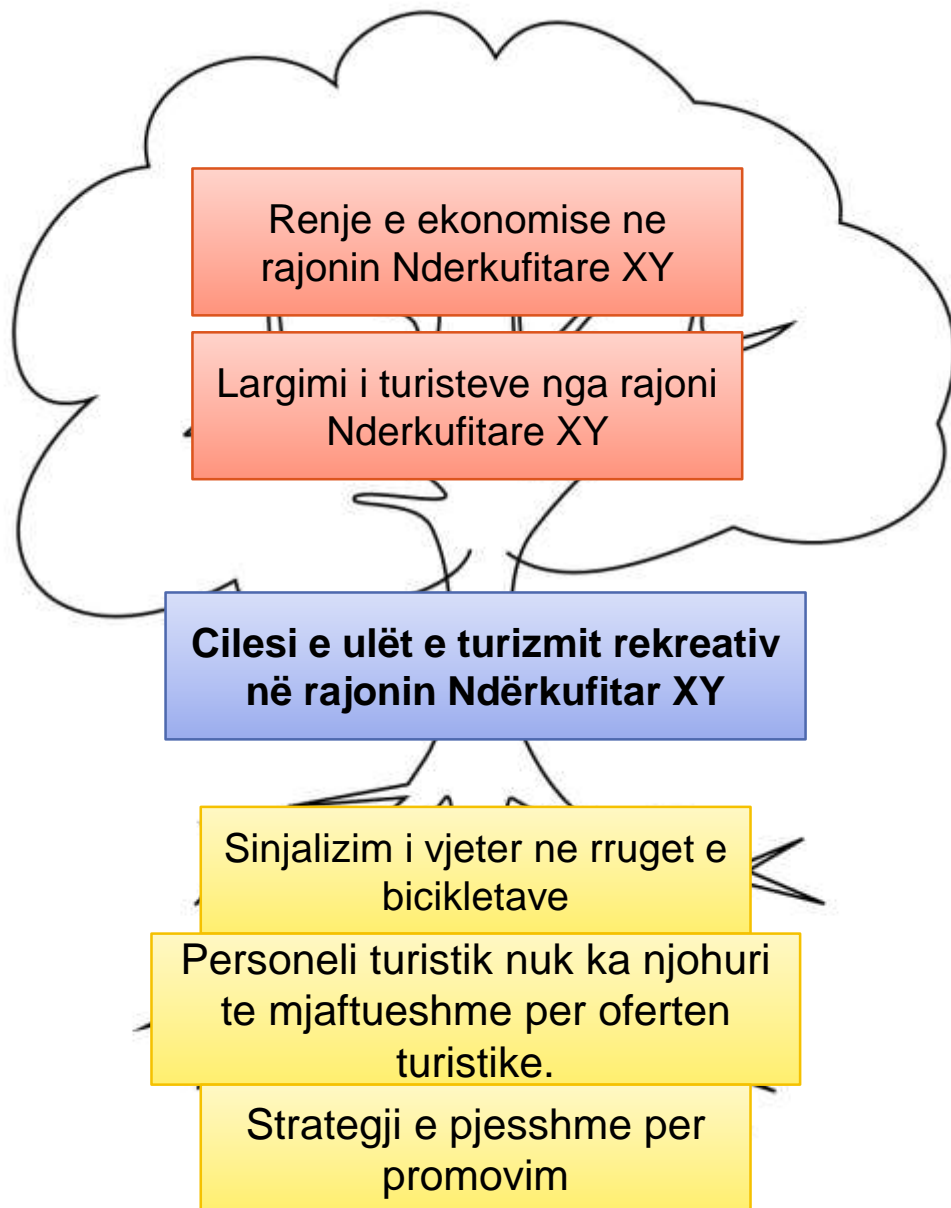 Renje e ekonomise ne
rajonin Nderkufitare XY
Largimi i turisteve nga rajoni
Nderkufitare XY
Cilesi e ulët e turizmit rekreativ
në rajonin Ndërkufitar XY
Sinjalizim i vjeter ne rruget e
bicikletave
Personeli turistik nuk ka njohuri
te mjaftueshme per oferten
turistike.
Strategji e pjesshme per
promovim